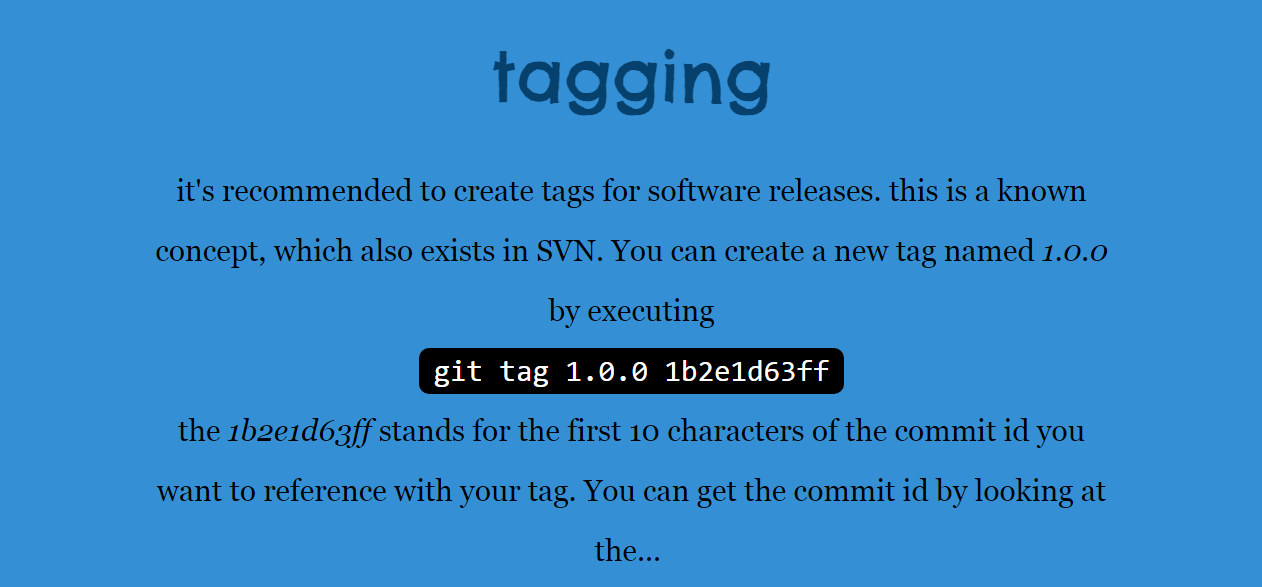 tagging
it's recommended to create tags for software releases. this is a known
concept, which also exists in SVN. You can create a new tag named 1.0.0
by executing
git tag 1.0.0 1b2e1d63ff
the 1b2e1d63ff stands for the first 10 characters of the commit id you
want to reference with your tag. You can get the commit id by looking at
the...